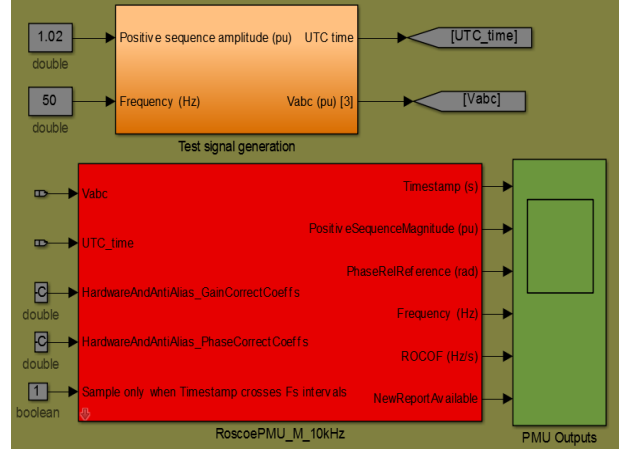 1.02
double
Positive sequence amplitude (pu)
UTC time
[UTC_time]
50
double
Frequency (Hz)
Vabc (pu) [3]
[Vabc]
Test signal generation
Vabc
UTC_time
-C-
double
HardwareAndAntiAlias_GainCorrectCoeffs
-C-
double
HardwareAndAntiAlias_PhaseCorrectCoeffs
1
boolean
Sample only when Timestamp crosses Fs intervals
Timestamp (s)
PositiveSequenceMagnitude (pu)
PhaseRelReference (rad)
Frequency (Hz)
ROCOF (Hz/s)
NewReportAvailable
RoscoePMU_M_10kHz
PMU Outputs